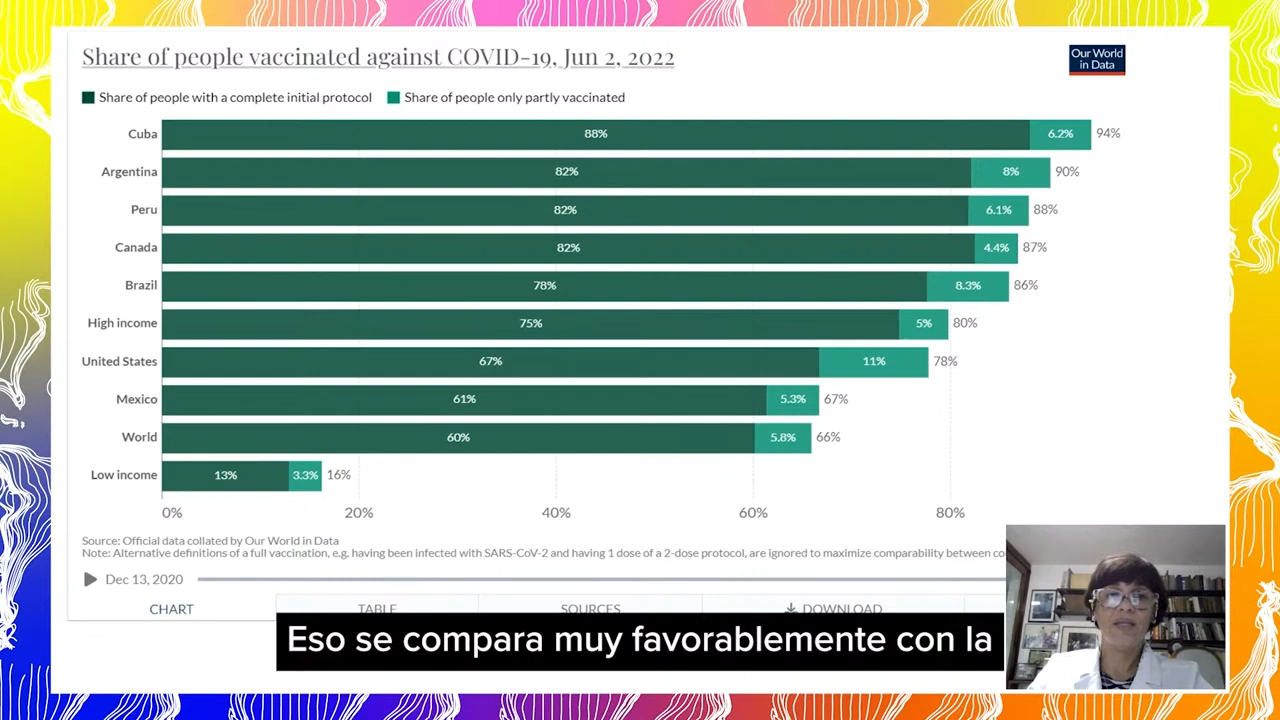 Share of people vaccinated against COVID-19, Jun 2, 2022
Our World
in Data
Share of people with a complete initial protocol
Share of people only partly vaccinated
Cuba 88% 6.2% 94%
Argentina 82% 8% 90%
Peru 82% 6.1% 88%
Canada 82% 4.4% 87%
Brazil 78% 8.3% 86%
High income 75% 5% 80%
United States 67% 11% 78%
Mexico 61% 5.3% 67%
World 60% 5.8% 66%
Low income 13% 3.3% 16%
0% 20% 40% 60% 80%
Source: Official data collated by Our World in Data
Note: Alternative definitions of a full vaccination, e.g. having been infected with SARS-CoV-2 and having 1 dose of a 2-dose protocol, are ignored to maximize comparability between
Dec 13, 2020
CHART TABLE SOURCES DOWNLOAD
Eso se compara muy favorablemente con la